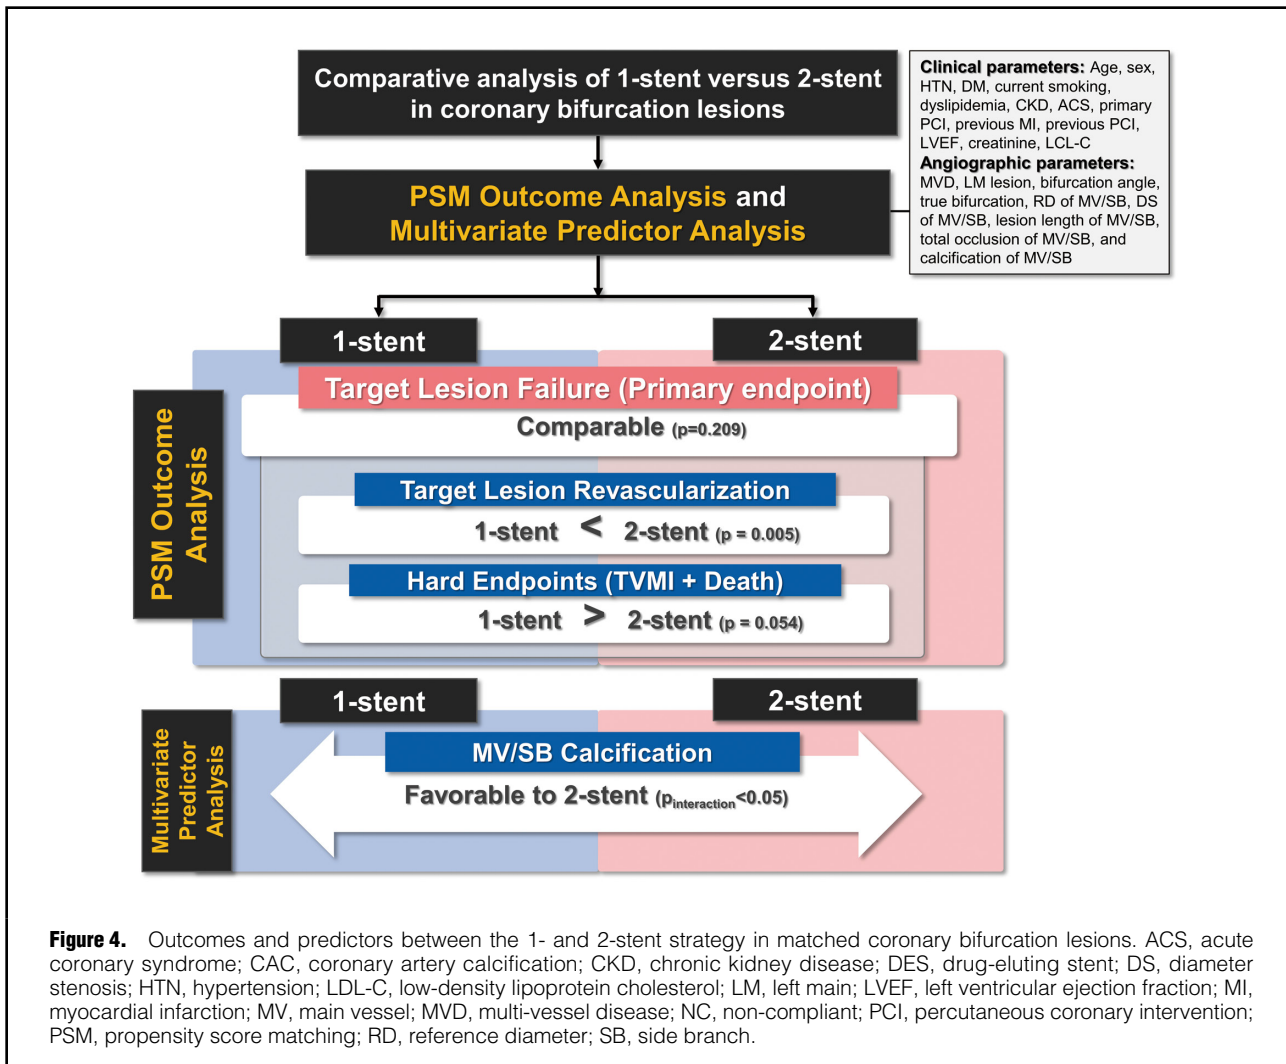 Comparative analysis of 1-stent versus 2-stent
in coronary bifurcation lesions
Clinical parameters: Age, sex,
HTN, DM, current smoking,
dyslipidemia, CKD, ACS, primary
PCI, previous MI, previous PCI,
LVEF, creatinine, LCL-C
Angiographic parameters:
MVD, LM lesion, bifurcation angle,
true bifurcation, RD of MV/SB, DS
of MV/SB, lesion length of MV/SB,
total occlusion of MV/SB, and
calcification of MV/SB
PSM Outcome Analysis and
Multivariate Predictor Analysis
1-stent
2-stent
PSM Outcome
Analysis
Target Lesion Failure (Primary endpoint)
Comparable (p=0.209)
Target Lesion Revascularization
1-stent < 2-stent (p = 0.005)
Hard Endpoints (TVMI + Death)
1-stent > 2-stent (p = 0.054)
1-stent
2-stent
Multivariate
Predictor
Analysis
MV/SB Calcification
Favorable to 2-stent (pinteraction<0.05)
Figure 4. Outcomes and predictors between the 1- and 2-stent strategy in matched coronary bifurcation lesions. ACS, acute
coronary syndrome; CAC, coronary artery calcification; CKD, chronic kidney disease; DES, drug-eluting stent; DS, diameter
stenosis; HTN, hypertension; LDL-C, low-density lipoprotein cholesterol; LM, left main; LVEF, left ventricular ejection fraction; MI,
myocardial infarction; MV, main vessel; MVD, multi-vessel disease; NC, non-compliant; PCI, percutaneous coronary intervention;
PSM, propensity score matching; RD, reference diameter; SB, side branch.